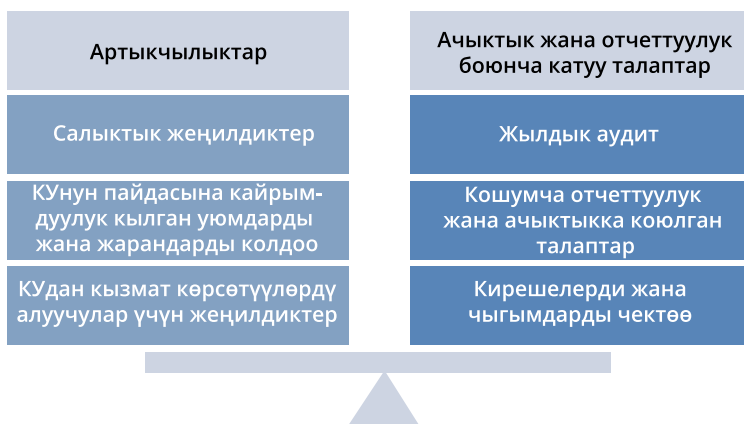 Артыкчылыктар
Салыктык жеңилдиктер
КУнун пайдасына кайрым-
дуулук кылган уюмдарды
жана жарандарды колдоо
КУдан кызмат көрсөтүүлөрдү
алуучулар үчүн жеңилдиктер
Ачыктык жана отчеттуулук
боюнча катуу талаптар
Жылдык аудит
Кошумча отчеттуулук
жана ачыктыкка коюлган
талаптар
Кирешелерди жана
чыгымдарды чектөө